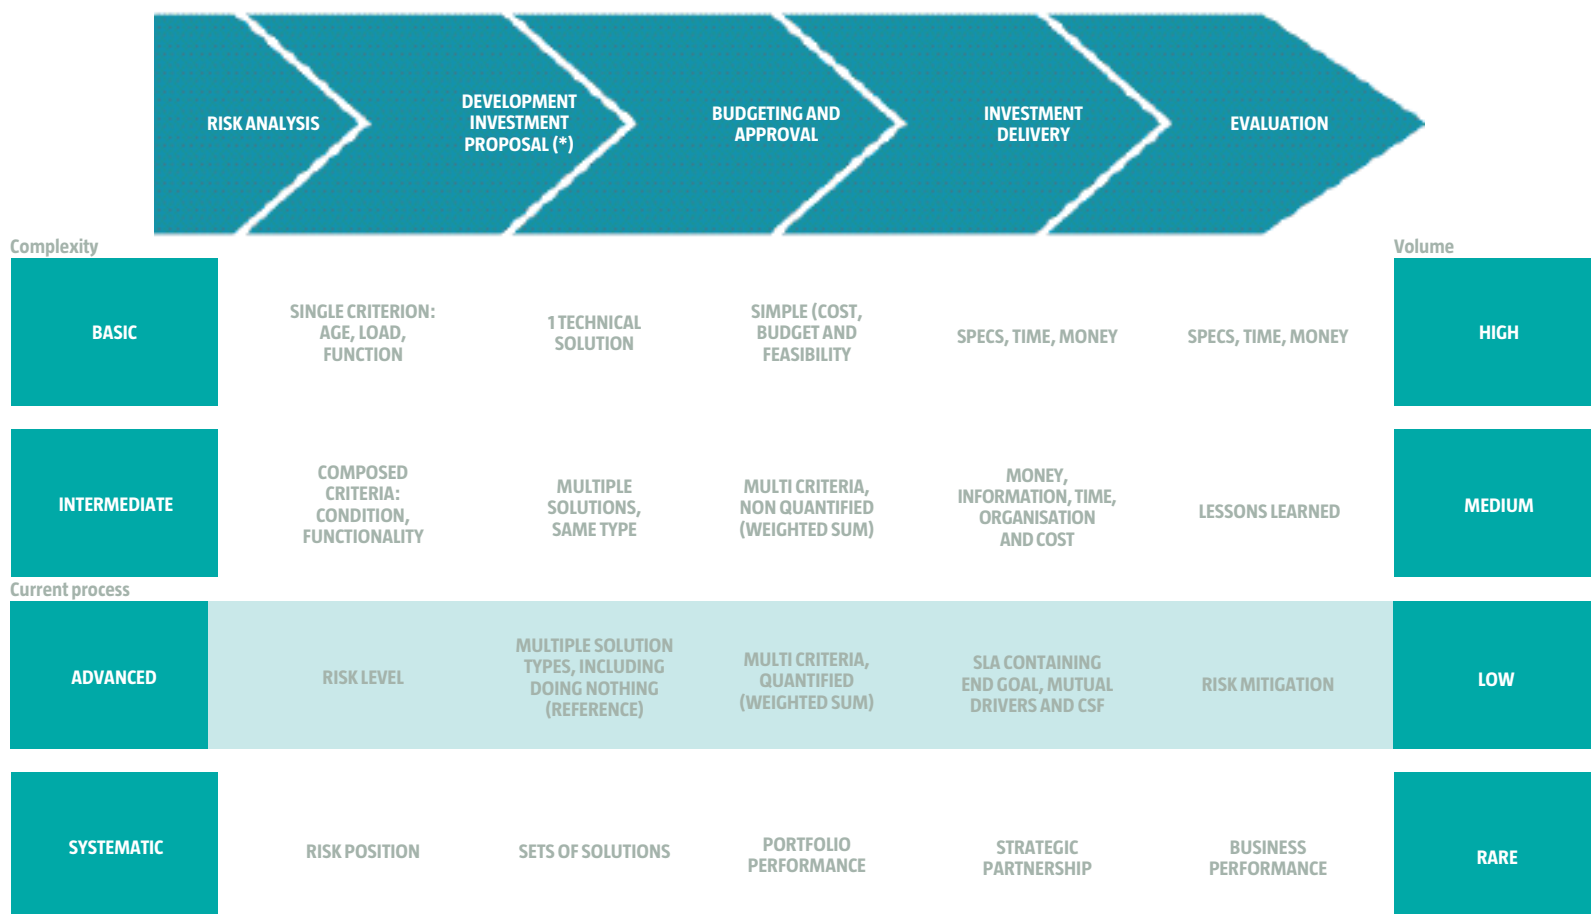 RISK ANALYSIS
DEVELOPMENT
INVESTMENT
PROPOSAL (*)
BUDGETING AND
APPROVAL
INVESTMENT
DELIVERY
EVALUATION
Complexity
Volume
BASIC
SINGLE CRITERION:
AGE, LOAD,
FUNCTION
1 TECHNICAL
SOLUTION
SIMPLE (COST,
BUDGET AND
FEASIBILITY
SPECS, TIME, MONEY
SPECS, TIME, MONEY
HIGH
INTERMEDIATE
COMPOSED
CRITERIA:
CONDITION,
FUNCTIONALITY
MULTIPLE
SOLUTIONS,
SAME TYPE
MULTI CRITERIA,
NON QUANTIFIED
(WEIGHTED SUM)
MONEY,
INFORMATION, TIME,
ORGANISATION
AND COST
LESSONS LEARNED
MEDIUM
Current process
ADVANCED
RISK LEVEL
MULTIPLE SOLUTION
TYPES, INCLUDING
DOING NOTHING
(REFERENCE)
MULTI CRITERIA,
QUANTIFIED
(WEIGHTED SUM)
SLA CONTAINING
END GOAL, MUTUAL
DRIVERS AND CSF
RISK MITIGATION
LOW
SYSTEMATIC
RISK POSITION
SETS OF SOLUTIONS
PORTFOLIO
PERFORMANCE
STRATEGIC
PARTNERSHIP
BUSINESS
PERFORMANCE
RARE